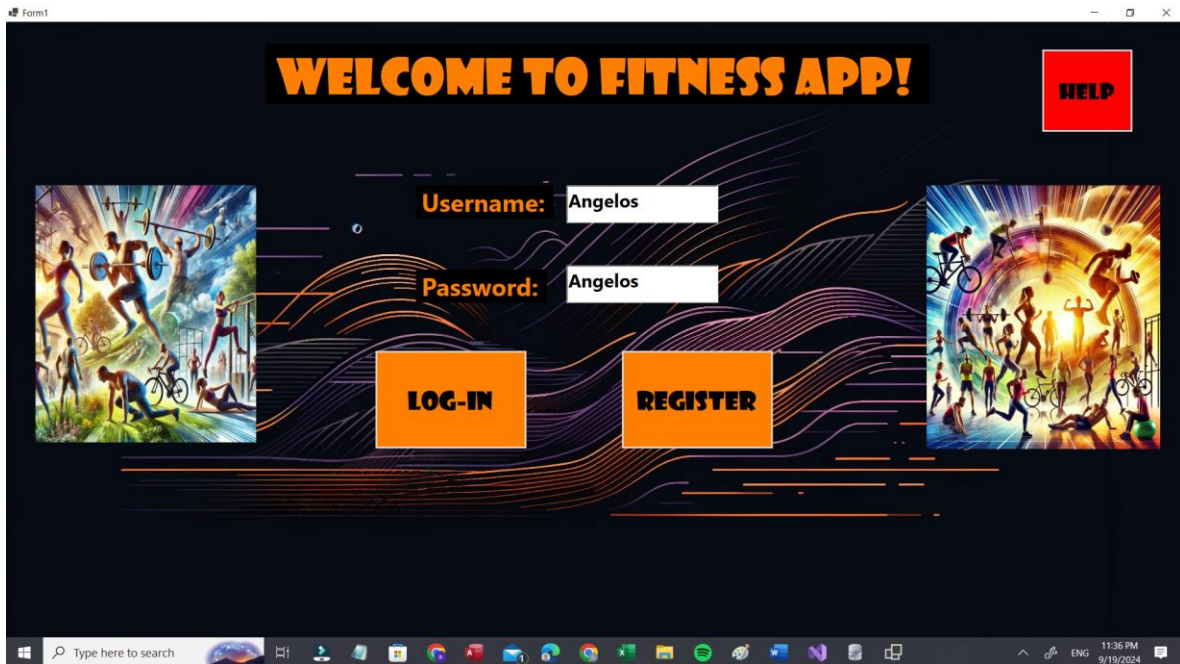 Form1
WELCOME TO FITNESS APP!
HELP
Username: Angelos
Password: Angelos
LOG-IN REGISTER
Type here to search
ENG 11:36 PM
9/19/2024